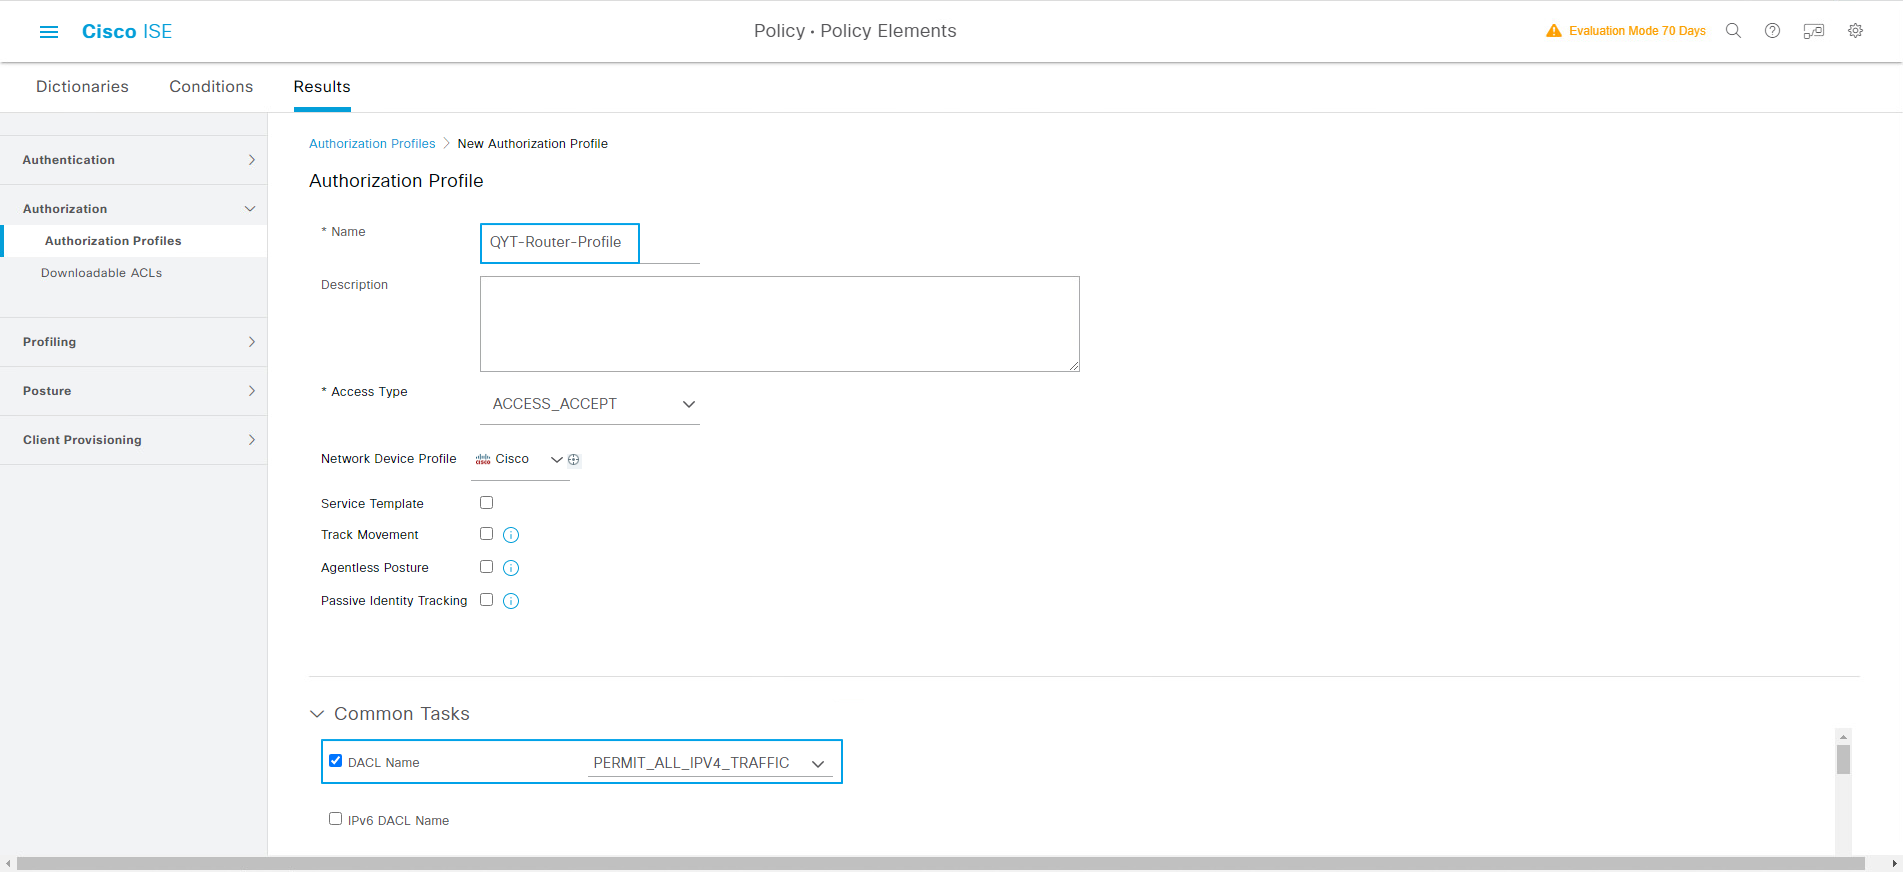 Cisco ISE
Policy · Policy Elements
Evaluation Mode 70 Days
Dictionaries
Conditions
Results
Authentication
Authorization
Authorization Profiles
Downloadable ACLs
Profiling
Posture
Client Provisioning
Authorization Profiles > New Authorization Profile
Authorization Profile
* Name
QYT-Router-Profile
Description
* Access Type
ACCESS_ACCEPT
Network Device Profile
cisco Cisco
Service Template
Track Movement
Agentless Posture
Passive Identity Tracking
Common Tasks
DACL Name
PERMIT_ALL_IPV4_TRAFFIC
IPv6 DACL Name